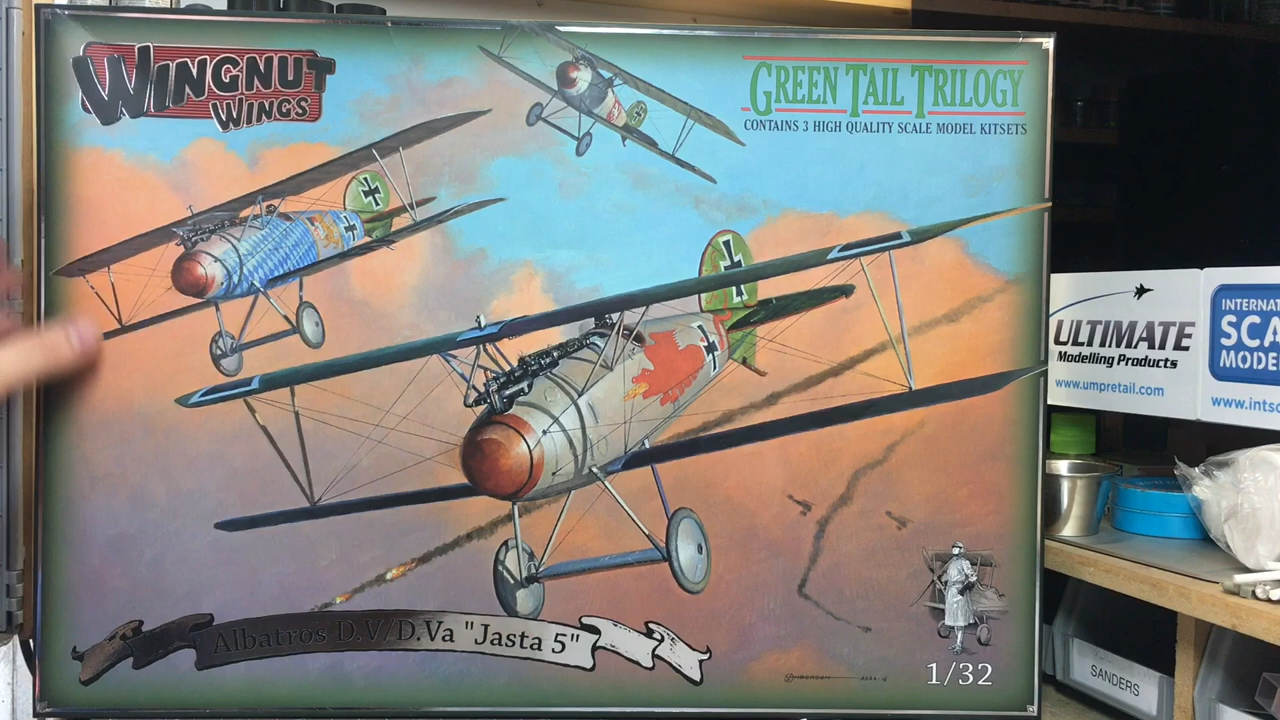 WINGNUT
WINGS
GREEN TAIL TRILOGY
CONTAINS 3 HIGH QUALITY SCALE MODEL KITSETS
Albatros D.V/D.Va "Jasta 5"
1/32
ULTIMATE
Modelling Products
www.umpretail.com
INTERNAT
SCA
MODE
www.intsc
SANDERS